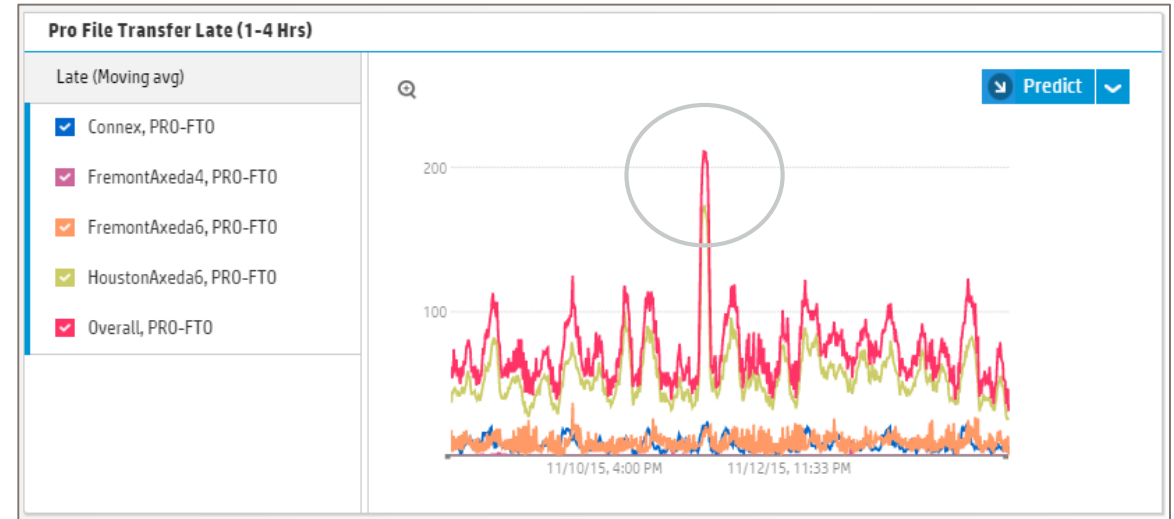 Pro File Transfer Late (1-4 Hrs)
Late (Moving avg)
Connex, PRO-FTO
FremontAxeda4, PRO-FTO
FremontAxeda6, PRO-FTO
HoustonAxeda6, PRO-FTO
Overall, PRO-FTO
Predict
200
100
11/10/15, 4:00 PM
11/12/15, 11:33 PM